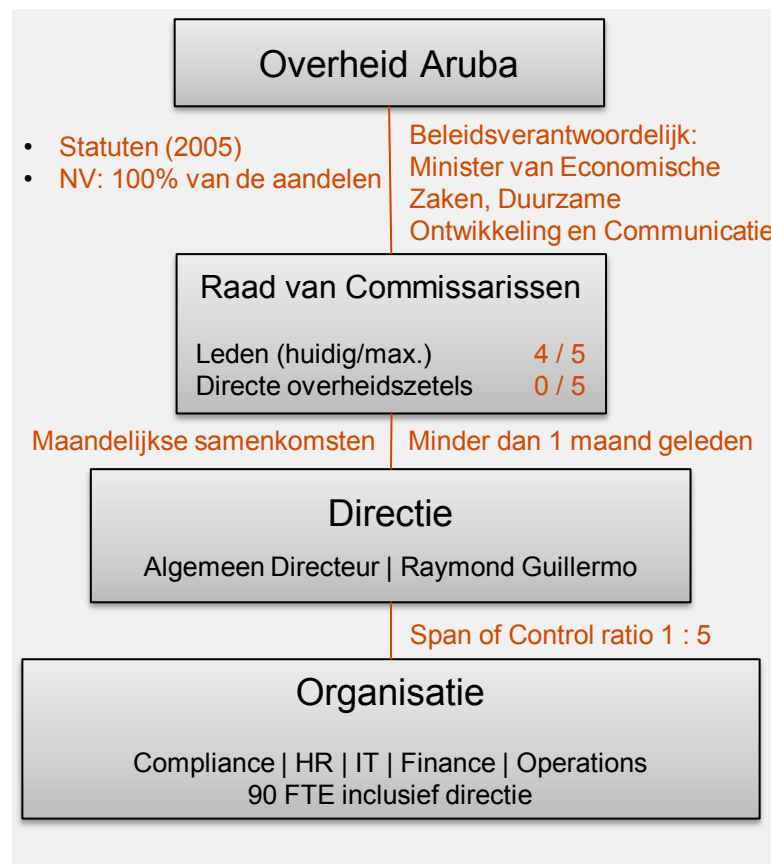 Overheid Aruba
• Statuten (2005)
• NV: 100% van de aandelen
Beleidsverantwoordelijk:
Minister van Economische
Zaken, Duurzame
Ontwikkeling en Communicatie
Raad van Commissarissen
Leden (huidig/max.) 4 / 5
Directe overheidszetels 0 / 5
Maandelijkse samenkomsten
Minder dan 1 maand geleden
Directie
Algemeen Directeur | Raymond Guillermo
Span of Control ratio 1 : 5
Organisatie
Compliance | HR | IT | Finance | Operations
90 FTE inclusief directie